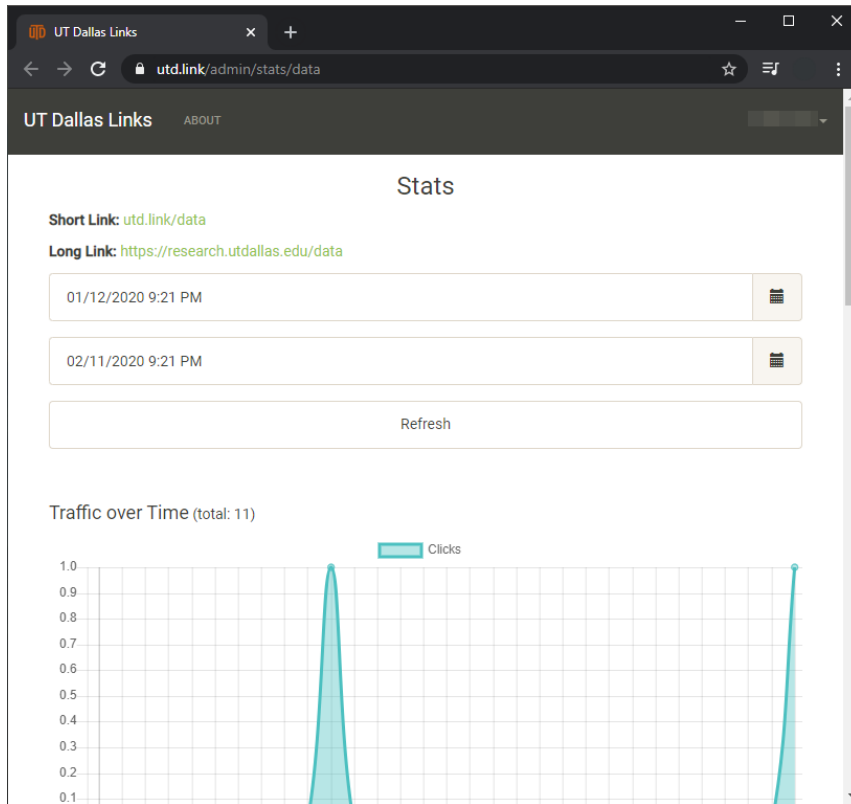 UT Dallas Links
utd.link/admin/stats/data
UT Dallas Links ABOUT
Stats
Short Link: utd.link/data
Long Link: https://research.utdallas.edu/data
01/12/2020 9:21 PM
02/11/2020 9:21 PM
Refresh
Traffic over Time (total: 11)
Clicks
1.0
0.9
0.8
0.7
0.6
0.5
0.4
0.3
0.2
0.1